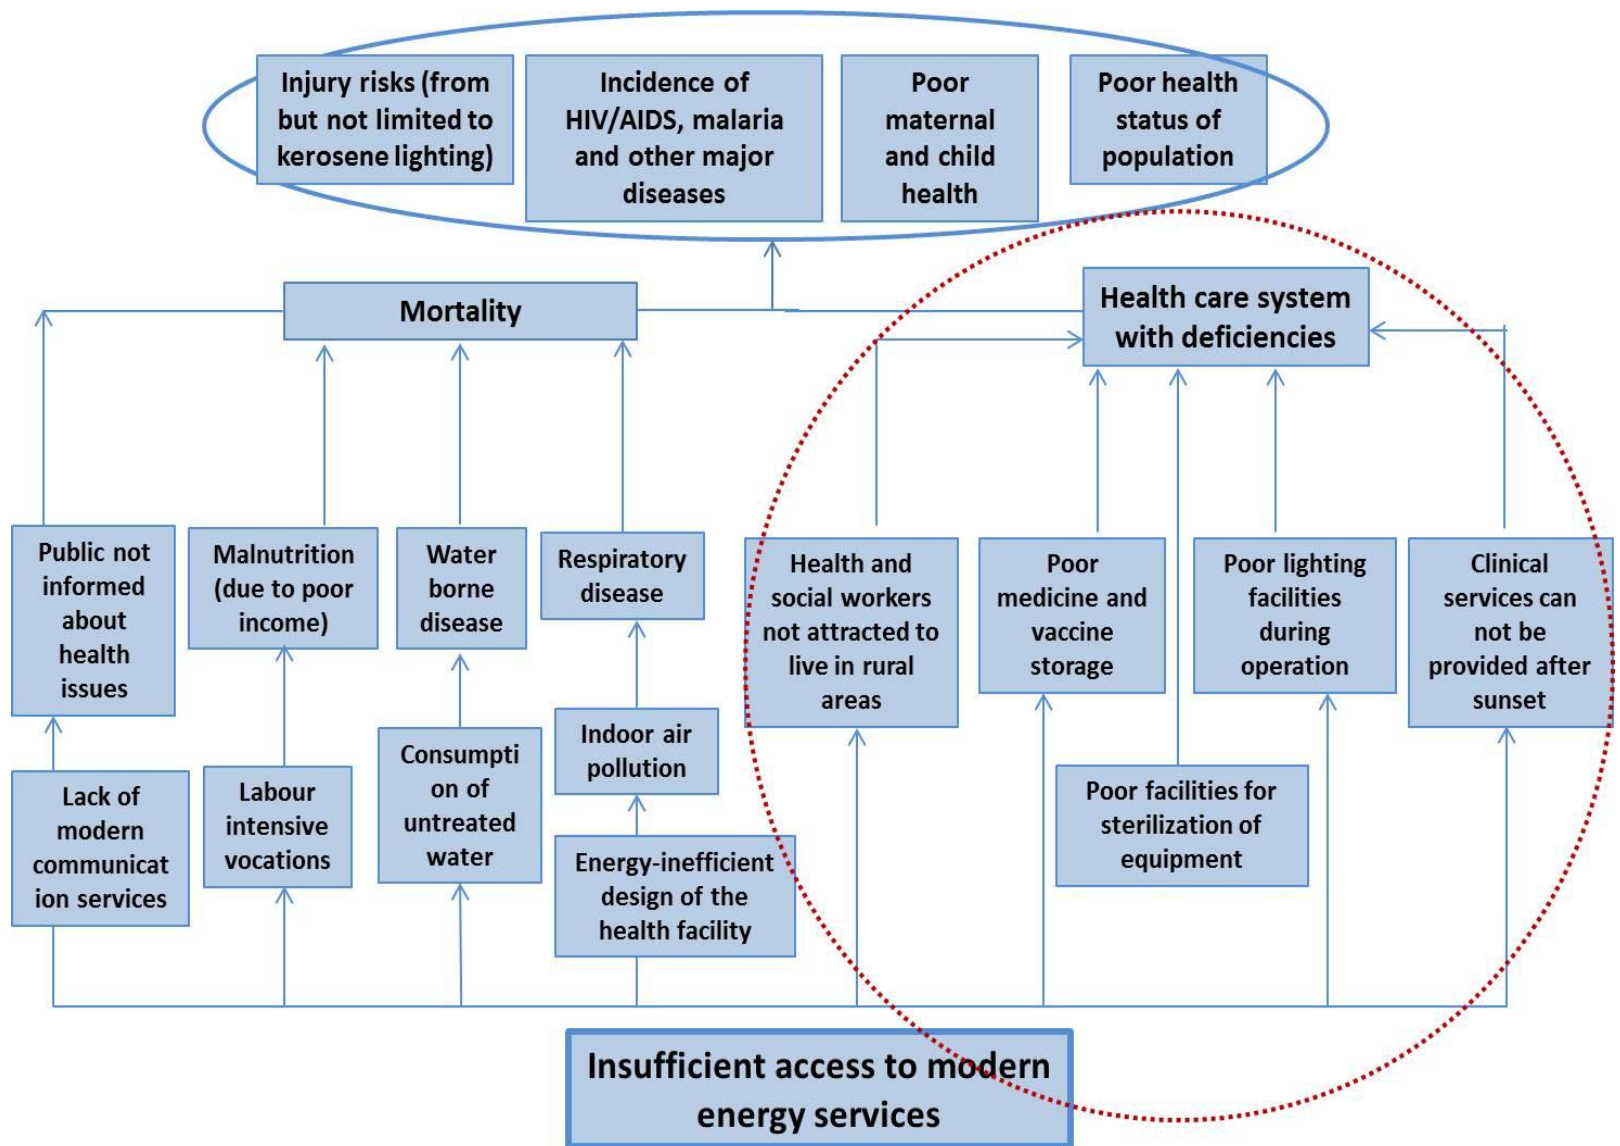 Injury risks (from
but not limited to
kerosene lighting)
Incidence of
HIV/AIDS, malaria
and other major
diseases
Poor
maternal
and child
health
Poor health
status of
population
Mortality
Health care system
with deficiencies
Public not
informed
about
health
issues
Malnutrition
(due to poor
income)
Water
borne
disease
Respiratory
disease
Health and
social workers
not attracted to
live in rural
areas
Poor
medicine and
vaccine
storage
Poor lighting
facilities
during
operation
Clinical
services can
not be
provided after
sunset
Lack of
modern
communicat
ion services
Labour
intensive
vocations
Consumpti
on of
untreated
water
Indoor air
pollution
Energy-inefficient
design of the
health facility
Poor facilities for
sterilization of
equipment
Insufficient access to modern
energy services